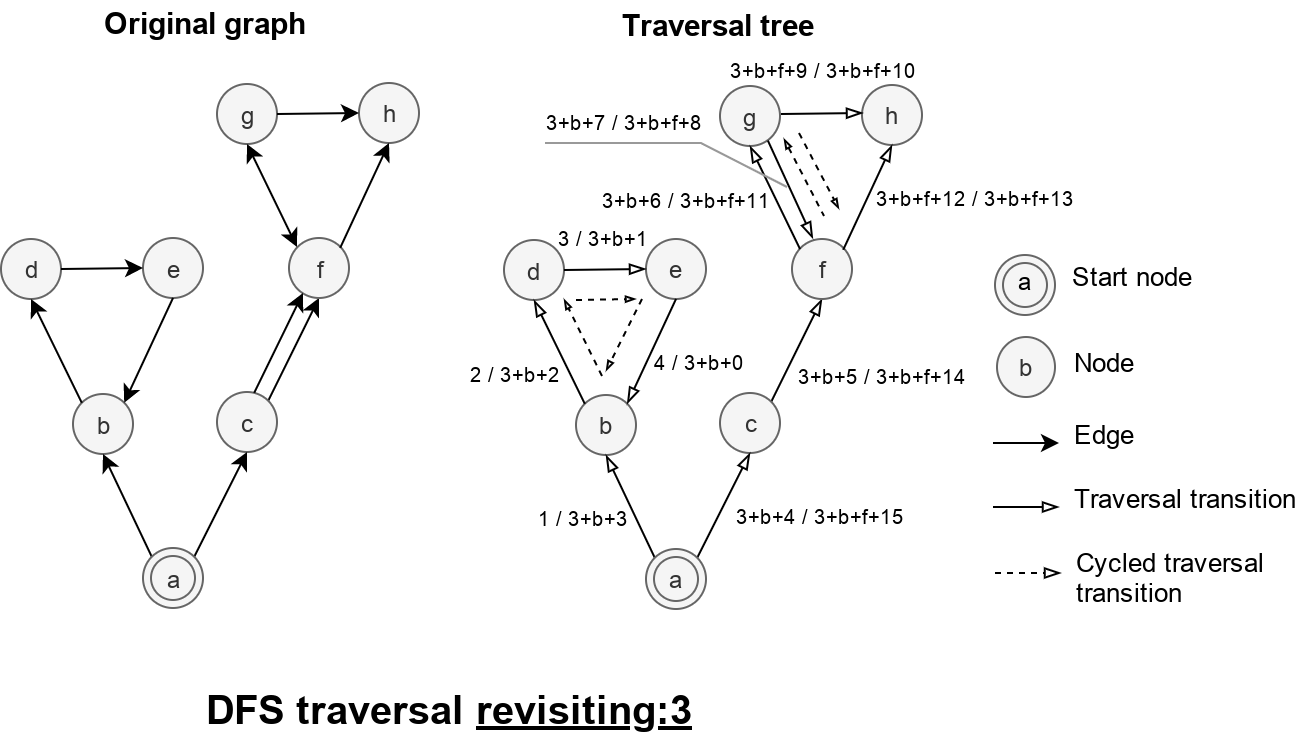 Original graph
Traversal tree
3+b+f+9 / 3+b+f+10
g
h
g
h
3+b+7 / 3+b+f+8
3+b+6 / 3+b+f+11
3+b+f+12 / 3+b+f+13
3 / 3+b+1
d
e
f
d
e
f
a
Start node
2 / 3+b+2
4 / 3+b+0
3+b+5 / 3+b+f+14
b
Node
b
c
b
c
Edge
Traversal transition
1 / 3+b+3
3+b+4 / 3+b+f+15
Cycled traversal
transition
a
a
DFS traversal revisiting:3